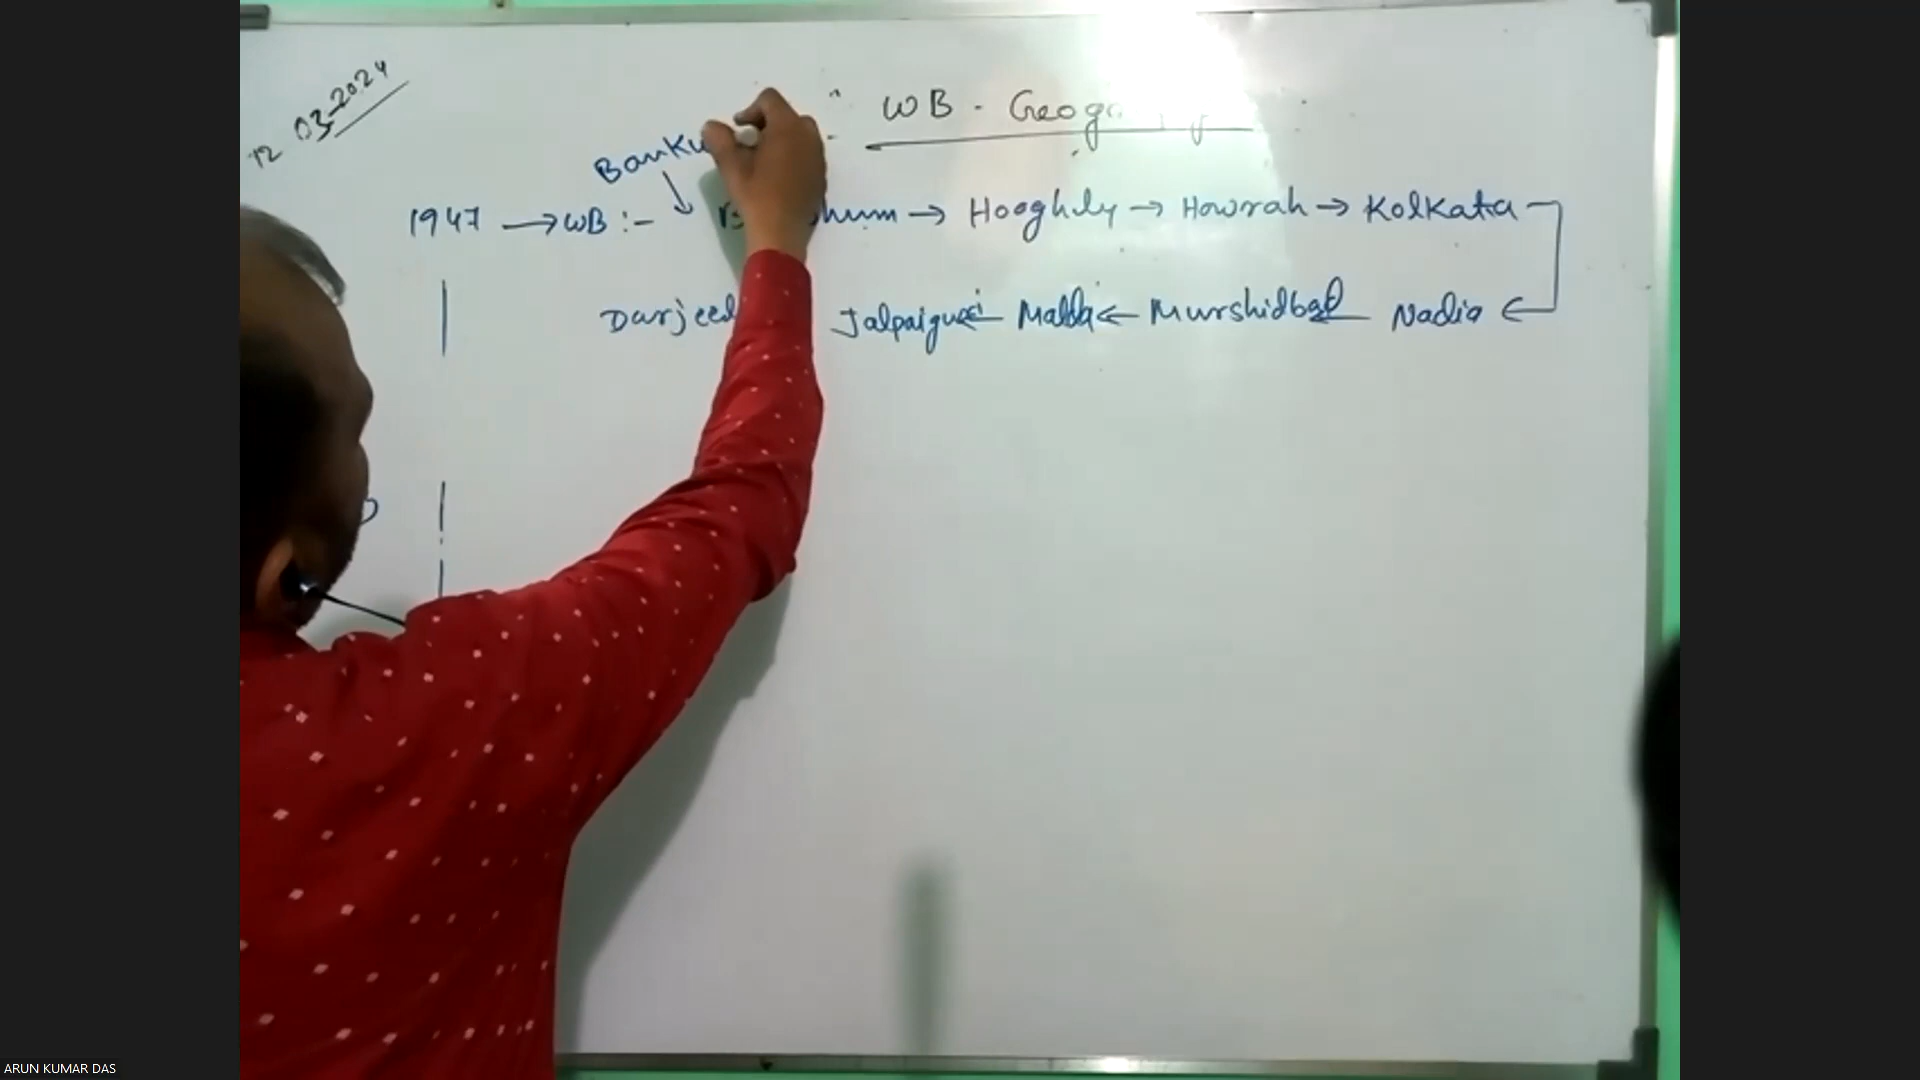 12 03-2024
WB - Geog
Banku
1947 → WB :- hum → Hooghly → Howrah → Kolkata
Darjeel Jalpaiguri ← Malda ← Murshidbad ← Nadia ←
ARUN KUMAR DAS